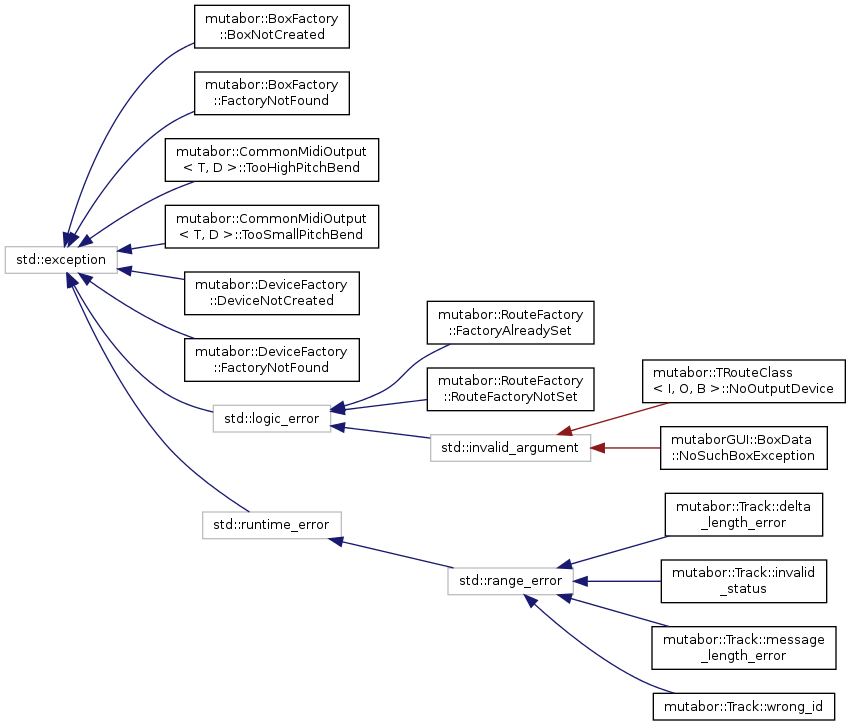 mutabor::BoxFactory
::BoxNotCreated
mutabor::BoxFactory
::FactoryNotFound
mutabor::CommonMidiOutput
< T, D >::TooHighPitchBend
mutabor::CommonMidiOutput
< T, D >::TooSmallPitchBend
std::exception
mutabor::DeviceFactory
::DeviceNotCreated
mutabor::DeviceFactory
::FactoryNotFound
std::logic_error
mutabor::RouteFactory
::FactoryAlreadySet
mutabor::RouteFactory
::RouteFactoryNotSet
std::invalid_argument
mutabor::TRouteClass
< I, O, B >::NoOutputDevice
mutaborGUI::BoxData
::NoSuchBoxException
std::runtime_error
std::range_error
mutabor::Track::delta
_length_error
mutabor::Track::invalid
_status
mutabor::Track::message
_length_error
mutabor::Track::wrong_id